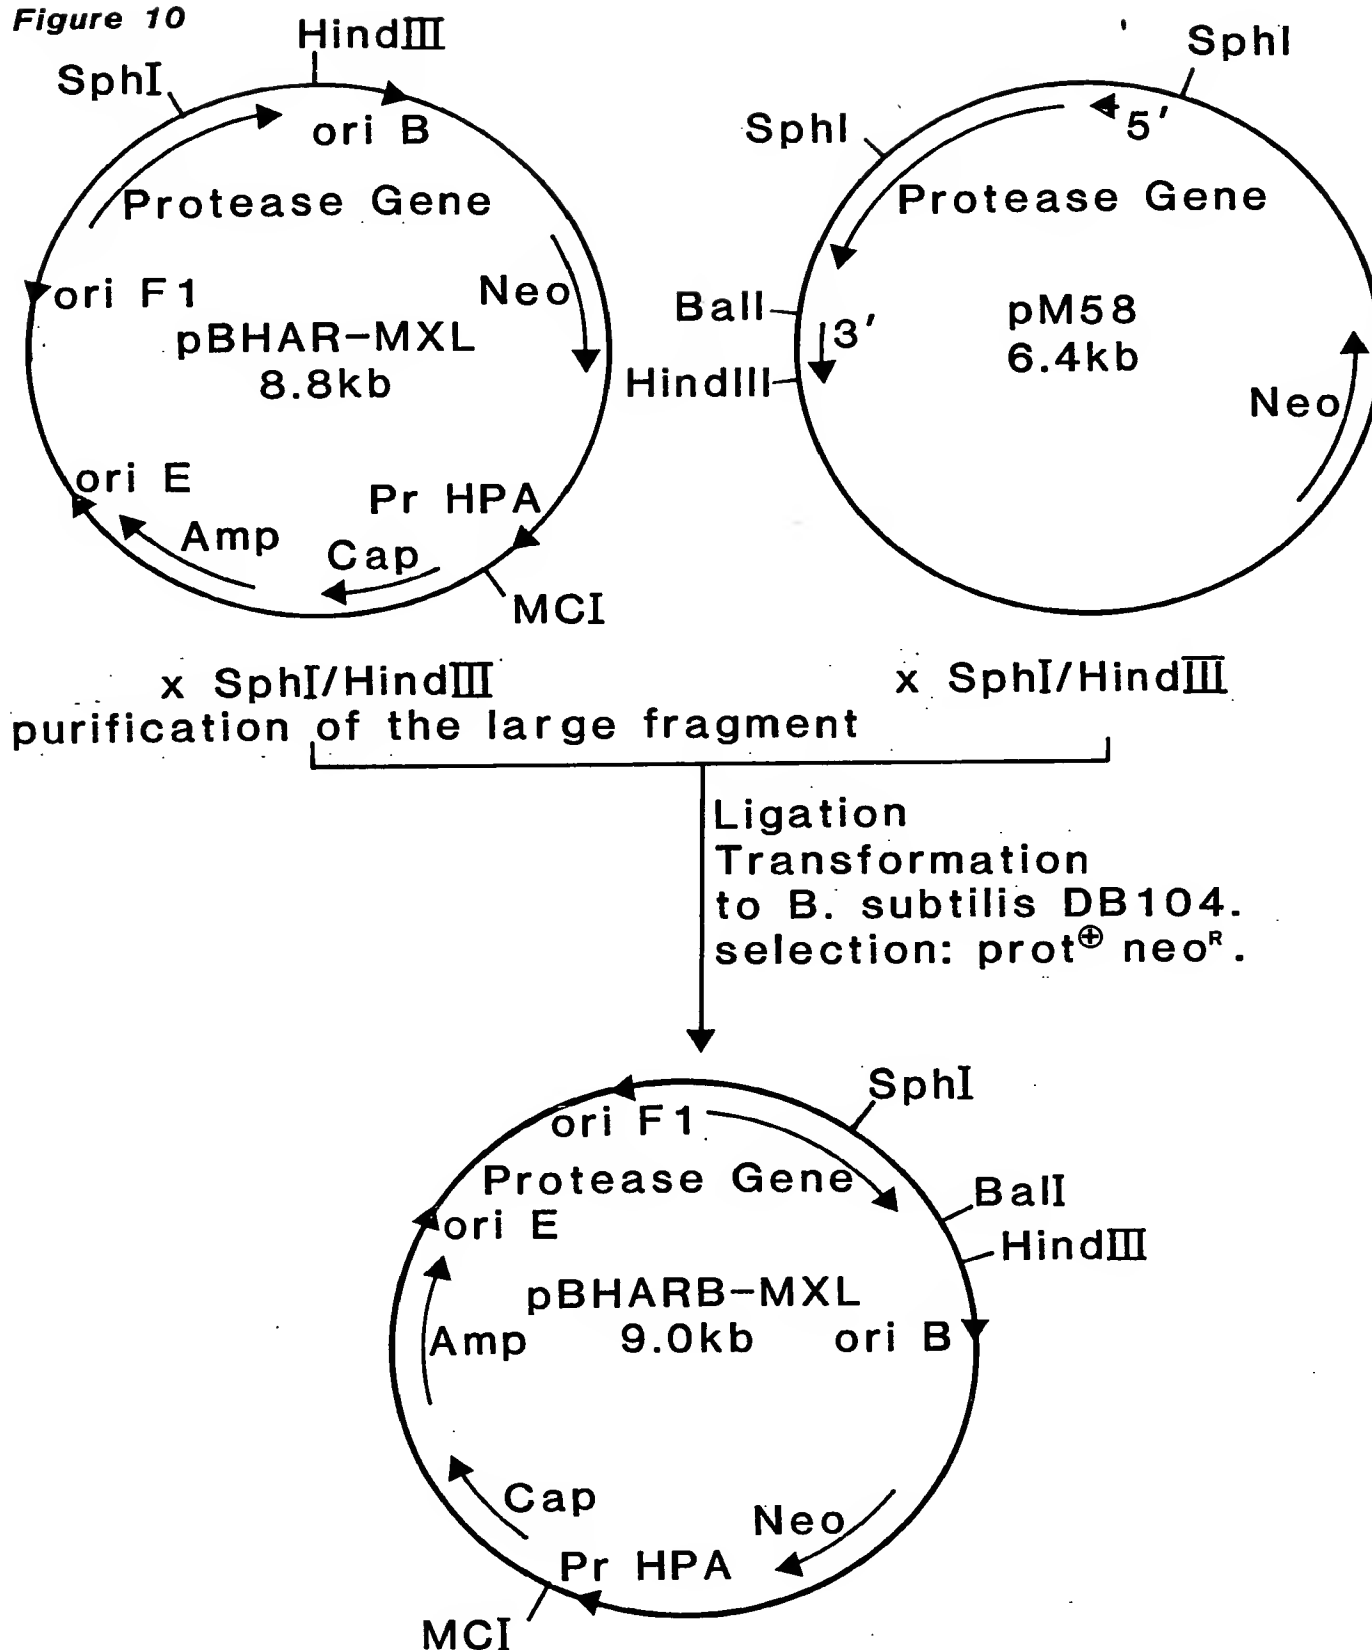 Figure 10
HindIII
SphI
ori B
Protease Gene
ori F1
Neo
pBHAR-MXL
8.8kb
ori E
Pr HPA
Amp
Cap
MCI
SphI
SphI
5'
Protease Gene
BalI
3'
pM58
6.4kb
HindIII
Neo
x SphI/HindIII
purification of the large fragment
x SphI/HindIII
Ligation
Transformation
to B. subtilis DB104.
selection: prot⊕ neoR.
SphI
ori F1
Protease Gene
BalI
ori E
HindIII
pBHARB-MXL
Amp
9.0kb
ori B
Cap
Neo
Pr HPA
MCI